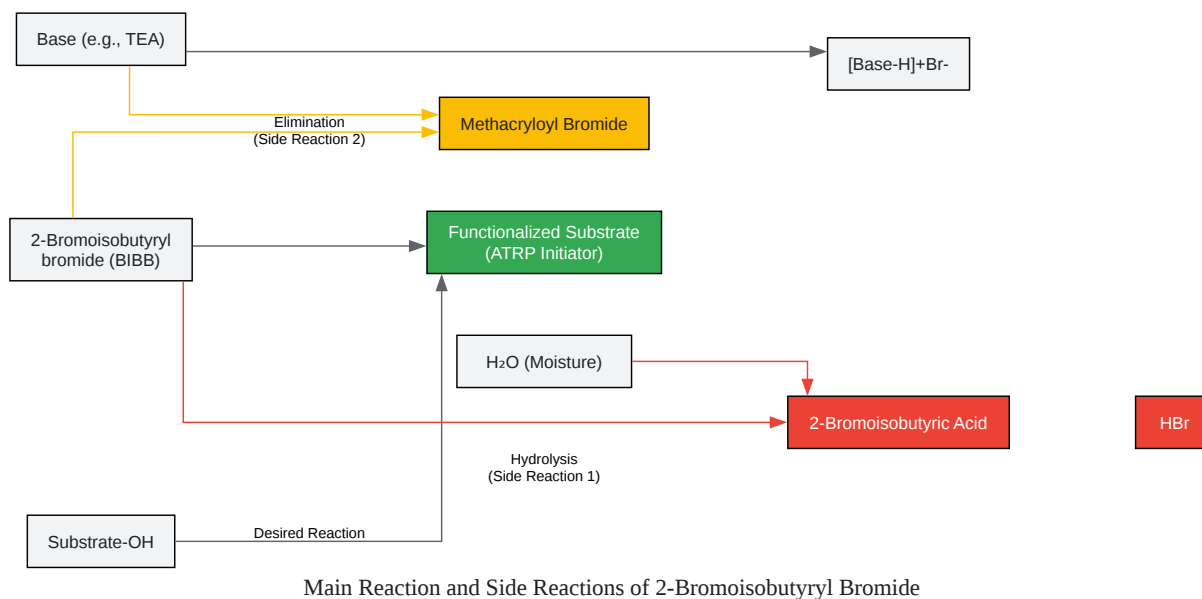 Base (e.g., TEA)
[Base-H]+Br-
Methacryloyl Bromide
Elimination
(Side Reaction 2)
2-Bromoisobutyryl
bromide (BIBB)
Functionalized Substrate
(ATRP Initiator)
H₂O (Moisture)
2-Bromoisobutyric Acid
HBr
Hydrolysis
(Side Reaction 1)
Substrate-OH
Desired Reaction
Main Reaction and Side Reactions of 2-Bromoisobutyryl Bromide